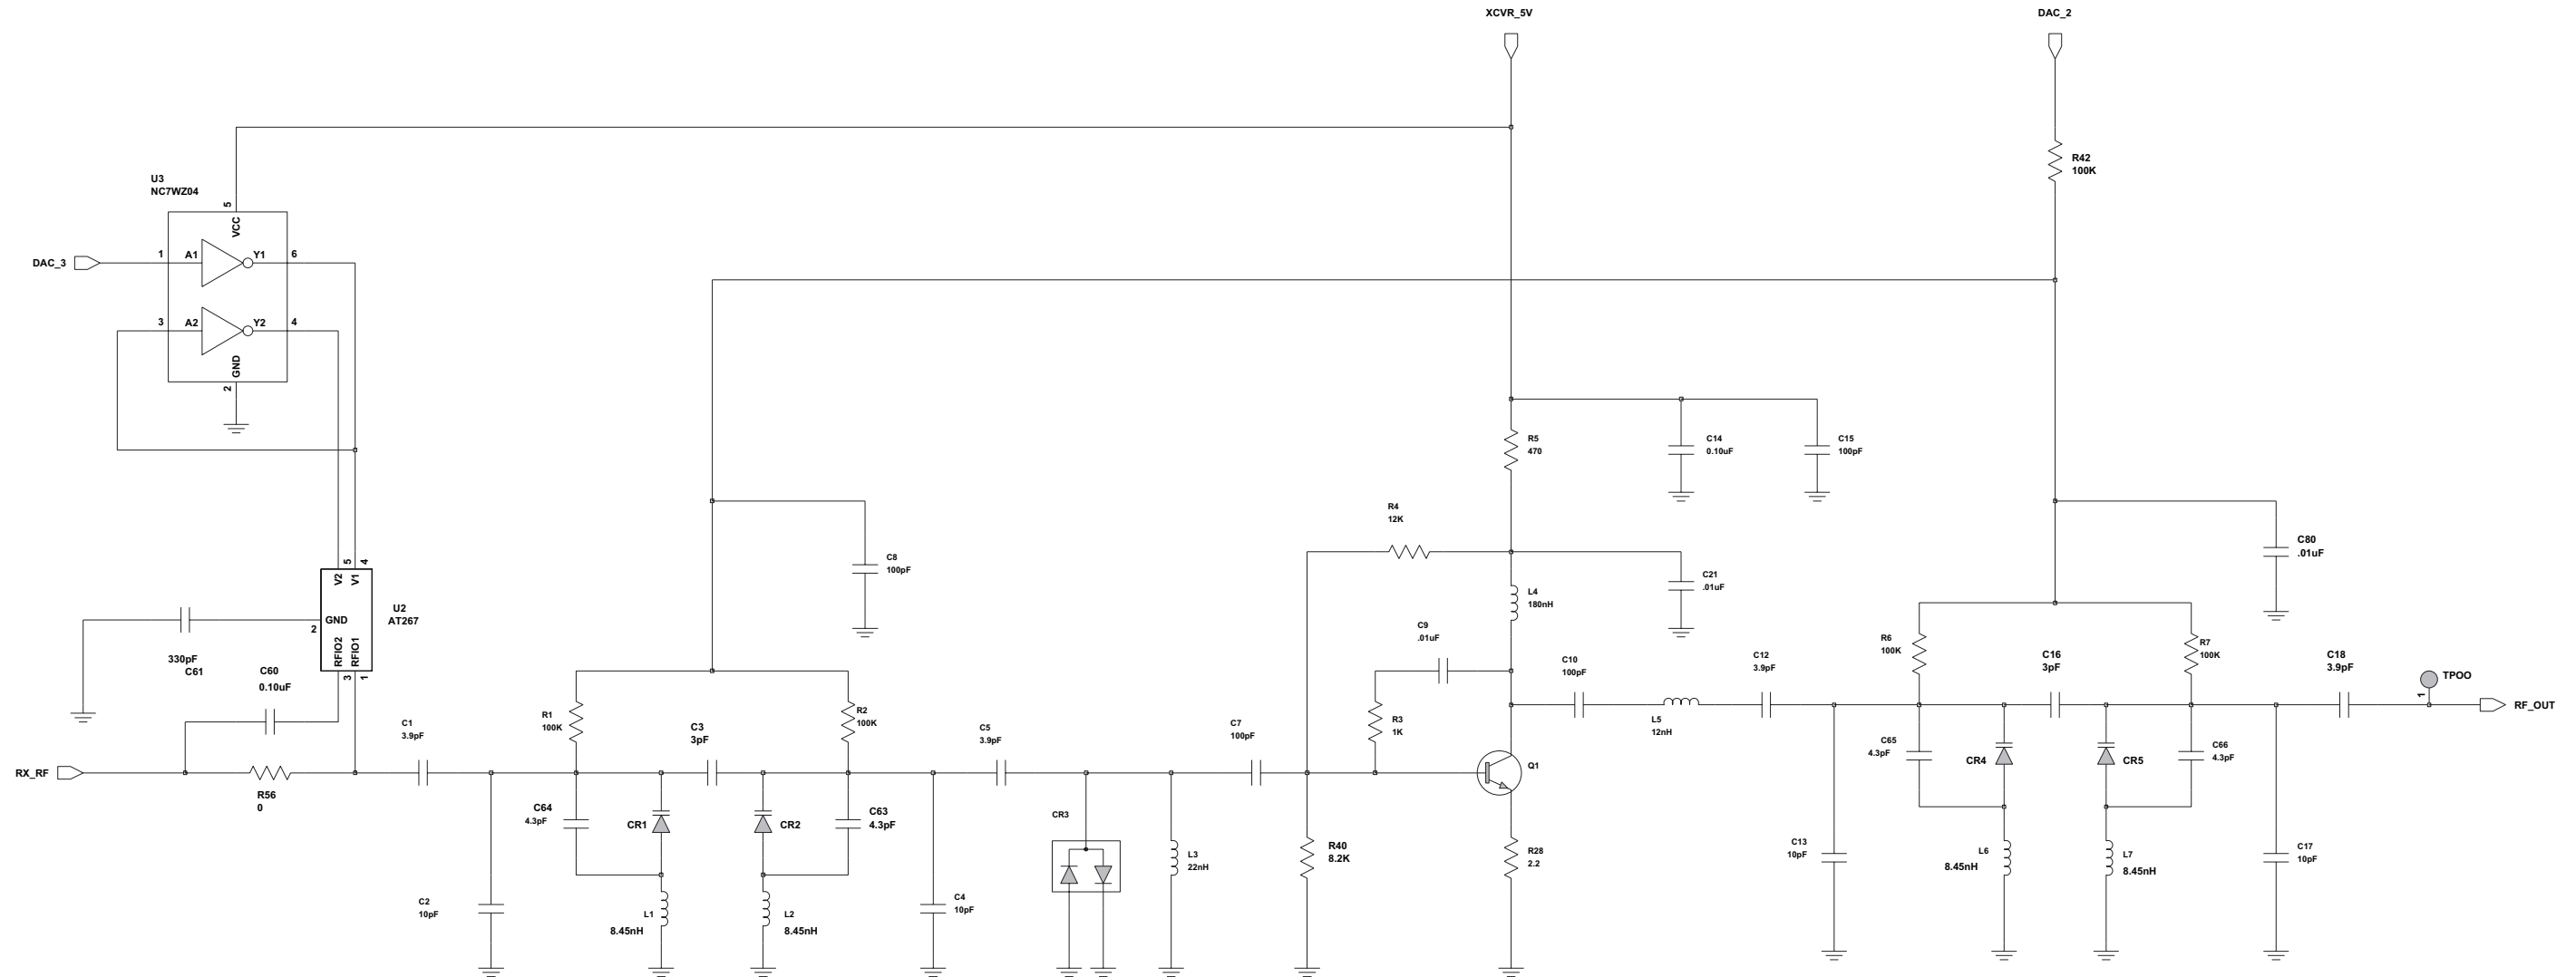 XCVR_5V
DAC_2
R42
100K
U3
NC7WZ04
5
VCC
DAC_3
1
A1
Y1
6
3
A2
Y2
4
GND
2
R5
470
C14
0.10uF
C15
100pF
R4
12K
C8
100pF
C80
.01uF
5
4
V2
V1
U2
AT267
GND
2
RFIO2
RFIO1
3
1
330pF
C61
C60
0.10uF
C21
.01uF
L4
180nH
C9
.01uF
R6
100K
R7
100K
C10
100pF
C12
3.9pF
C16
3pF
C18
3.9pF
TPOO
1
RF_OUT
L5
12nH
R1
100K
R2
100K
C1
3.9pF
C3
3pF
C5
3.9pF
C7
100pF
R3
1K
RX_RF
R56
0
Q1
C65
4.3pF
CR4
CR5
C66
4.3pF
C64
4.3pF
CR1
CR2
C63
4.3pF
CR3
L3
22nH
R40
8.2K
R28
2.2
C13
10pF
L6
8.45nH
L7
8.45nH
C17
10pF
C2
10pF
L1
8.45nH
L2
8.45nH
C4
10pF